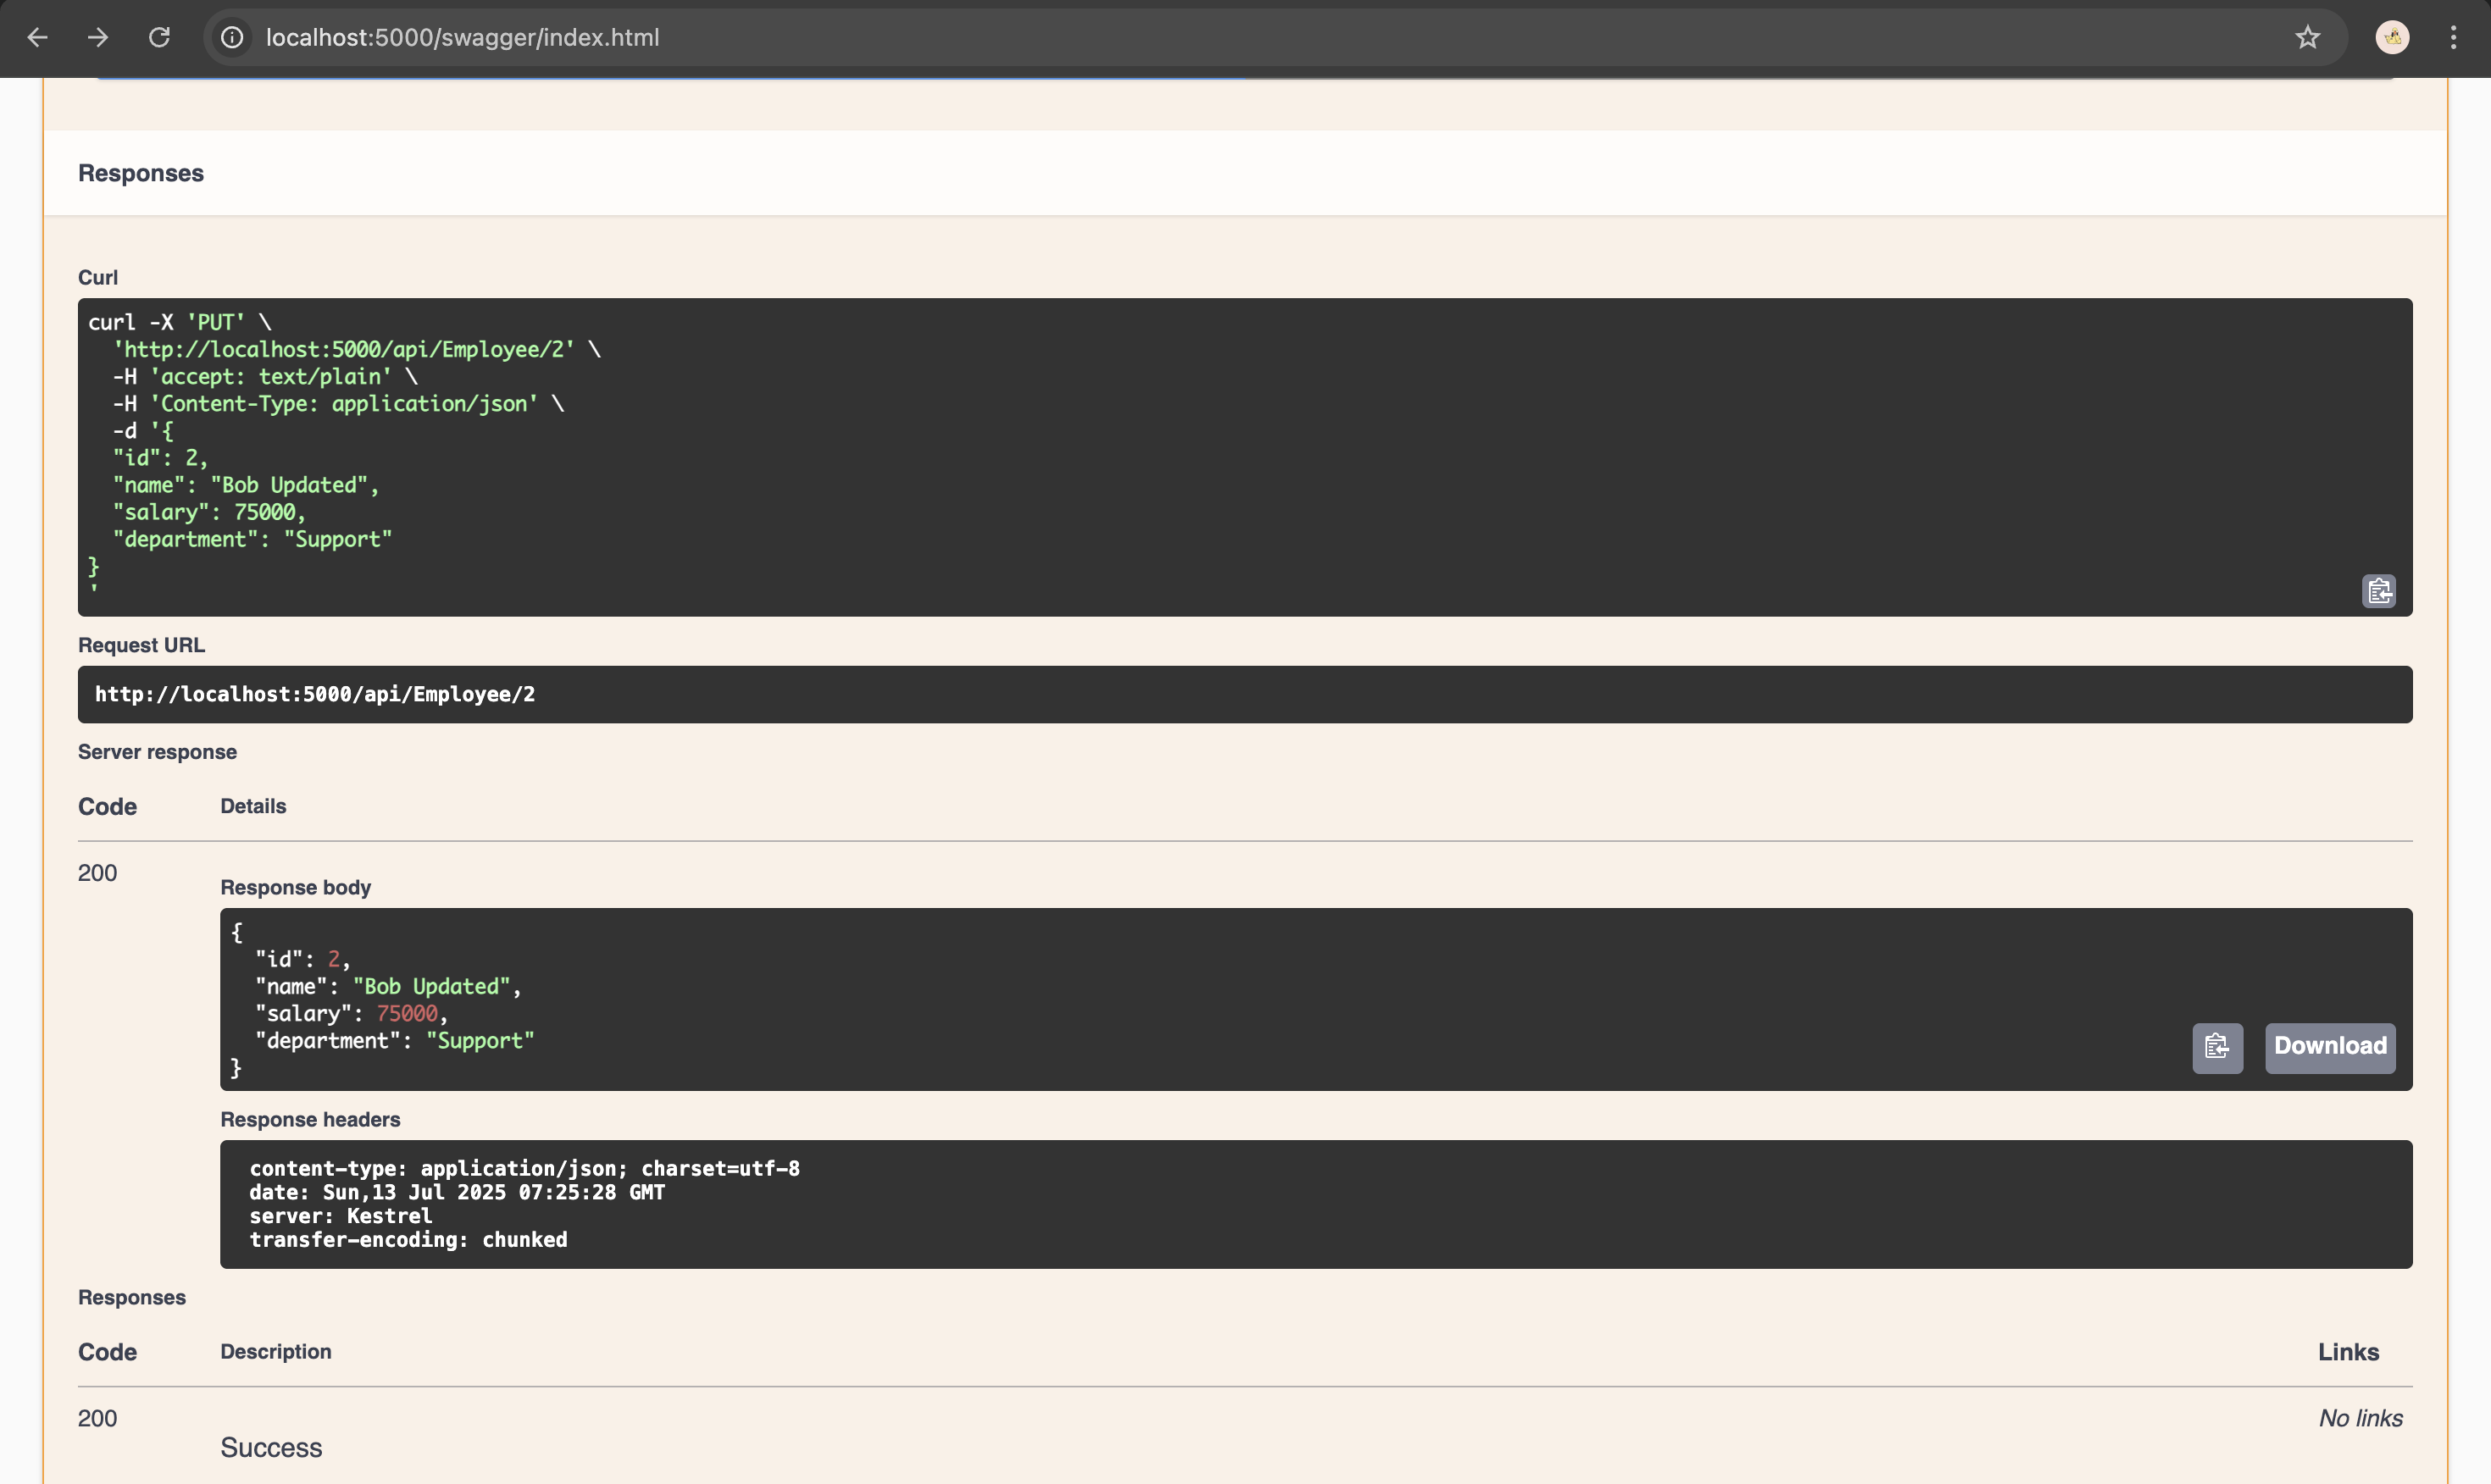 localhost:5000/swagger/index.html
Responses
Curl
curl -X 'PUT' \
  'http://localhost:5000/api/Employee/2' \
  -H 'accept: text/plain' \
  -H 'Content-Type: application/json' \
  -d '{
  "id": 2,
  "name": "Bob Updated",
  "salary": 75000,
  "department": "Support"
}
'
Request URL
http://localhost:5000/api/Employee/2
Server response
Code Details
200
Response body
{
  "id": 2,
  "name": "Bob Updated",
  "salary": 75000,
  "department": "Support"
}
Download
Response headers
content-type: application/json; charset=utf-8
date: Sun,13 Jul 2025 07:25:28 GMT
server: Kestrel
transfer-encoding: chunked
Responses
Code Description Links
200 No links
Success